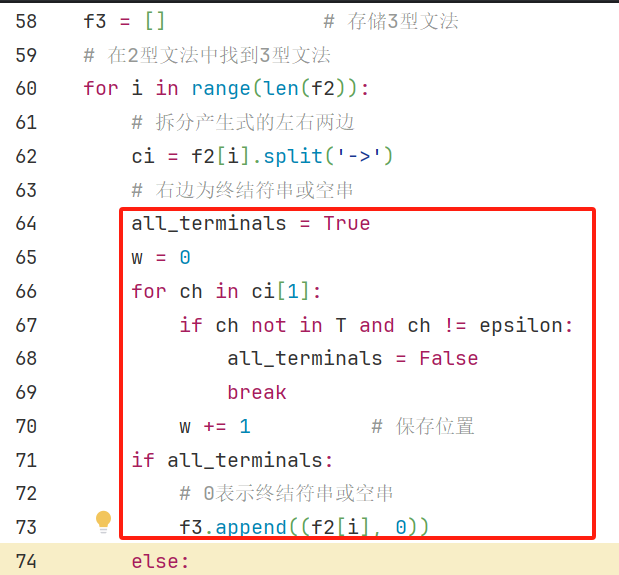 58 f3 = [] # 存储3型文法
59 # 在2型文法中找到3型文法
60 for i in range(len(f2)):
61 # 拆分产生式的左右两边
62 ci = f2[i].split('->')
63 # 右边为终结符串或空串
64 all_terminals = True
65 w = 0
66 for ch in ci[1]:
67 if ch not in T and ch != epsilon:
68 all_terminals = False
69 break
70 w += 1 # 保存位置
71 if all_terminals:
72 # 0表示终结符串或空串
73 f3.append((f2[i], 0))
74 else: